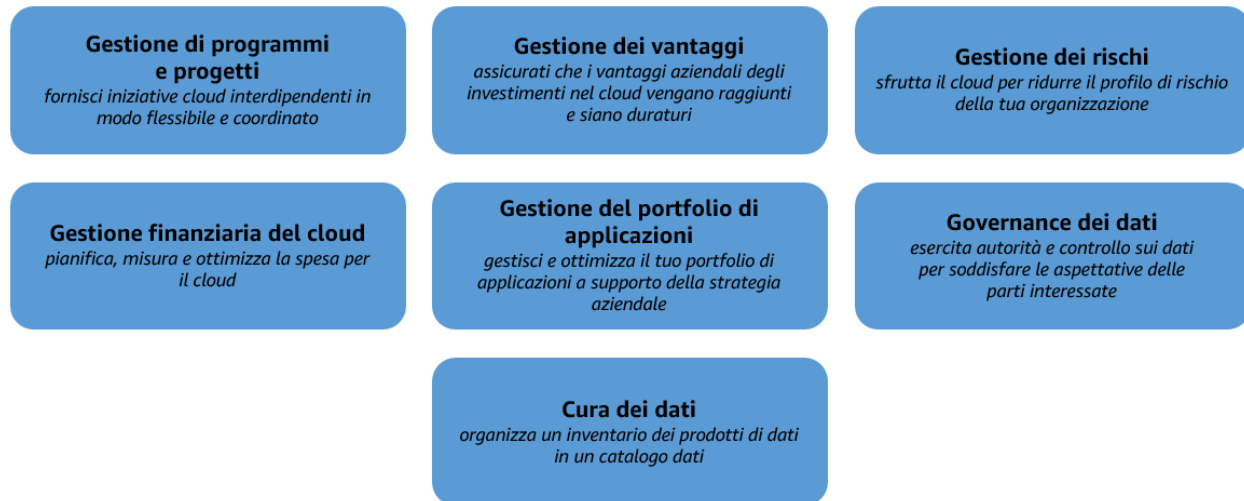 Gestione di programmi
e progetti
fornisci iniziative cloud interdipendenti in
modo flessibile e coordinato
Gestione dei vantaggi
assicurati che i vantaggi aziendali degli
investimenti nel cloud vengano raggiunti
e siano duraturi
Gestione dei rischi
sfrutta il cloud per ridurre il profilo di rischio
della tua organizzazione
Gestione finanziaria del cloud
pianifica, misura e ottimizza la spesa per
il cloud
Gestione del portfolio di
applicazioni
gestisci e ottimizza il tuo portfolio di
applicazioni a supporto della strategia
aziendale
Governance dei dati
esercita autorità e controllo sui dati
per soddisfare le aspettative delle
parti interessate
Cura dei dati
organizza un inventario dei prodotti di dati
in un catalogo dati